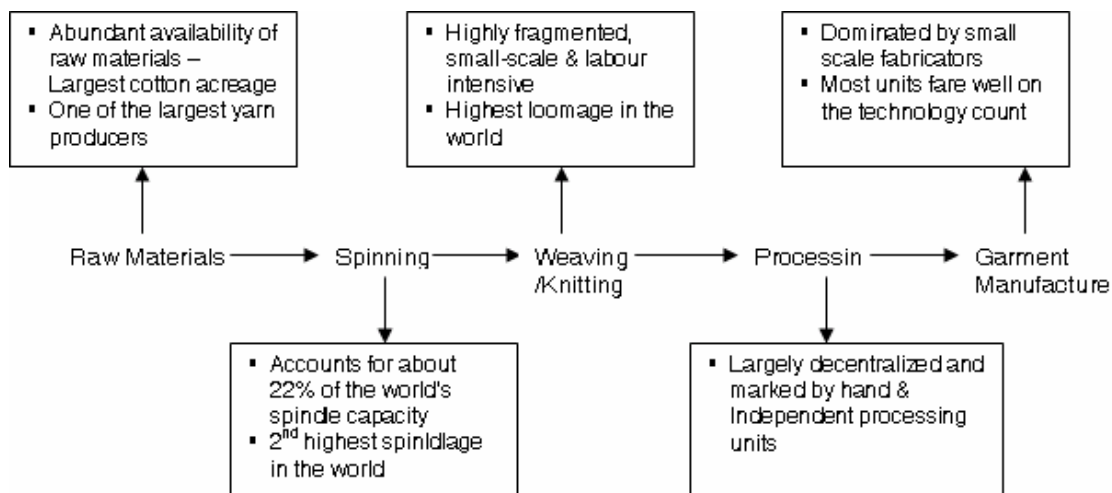 ▪ Abundant availability of
raw materials –
Largest cotton acreage
▪ One of the largest yarn
producers
▪ Highly fragmented,
small-scale & labour
intensive
▪ Highest loomage in the
world
▪ Dominated by small
scale fabricators
▪ Most units fare well on
the technology count
Raw Materials
Spinning
Weaving
/Knitting
Processin
Garment
Manufacture
▪ Accounts for about
22% of the world's
spindle capacity
▪ 2nd highest spinldlage
in the world
▪ Largely decentralized and
marked by hand &
Independent processing
units